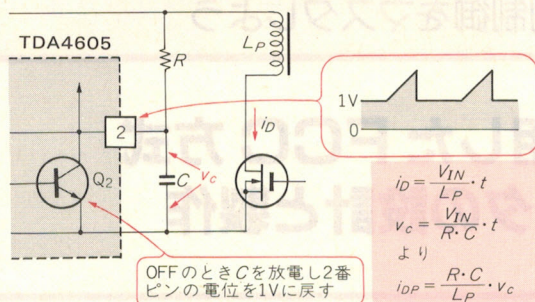 TDA4605
R
L_P
2
i_D
1V
0
Q_2
v_c
C
i_D = V_IN / L_P · t
v_c = V_IN / R·C · t
より
i_DP = R·C / L_P · v_c
OFFのときCを放電し2番
ピンの電位を1Vに戻す